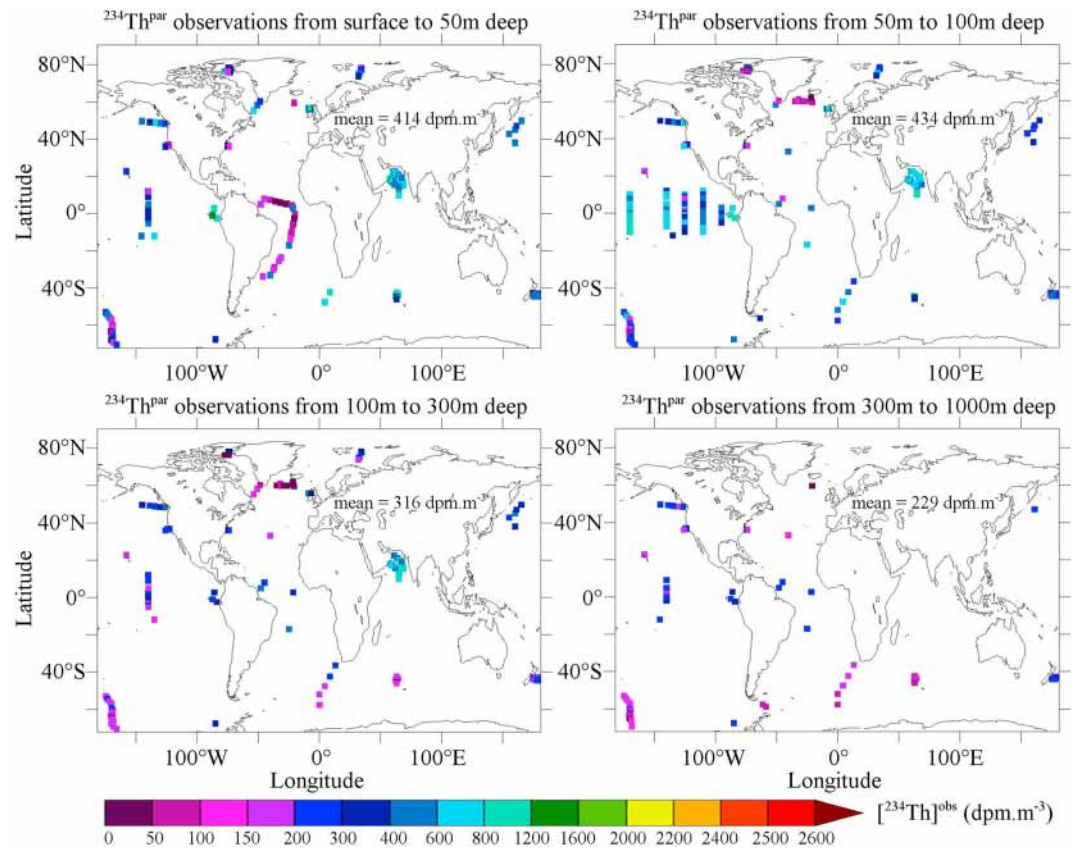 ²³⁴Thᵖᵃʳ observations from surface to 50m deep
²³⁴Thᵖᵃʳ observations from 50m to 100m deep
80°N
40°N
0°
40°S
Latitude
mean = 414 dpm.m
100°W 0° 100°E
80°N
40°N
0°
40°S
mean = 434 dpm.m
100°W 0° 100°E
²³⁴Thᵖᵃʳ observations from 100m to 300m deep
²³⁴Thᵖᵃʳ observations from 300m to 1000m deep
80°N
40°N
0°
40°S
Latitude
mean = 316 dpm.m
100°W 0° 100°E
Longitude
80°N
40°N
0°
40°S
mean = 229 dpm.m
100°W 0° 100°E
Longitude
0 50 100 150 200 300 400 600 800 1200 1600 2000 2200 2400 2500 2600
[²³⁴Th]ᵒᵇˢ (dpm.m⁻³)